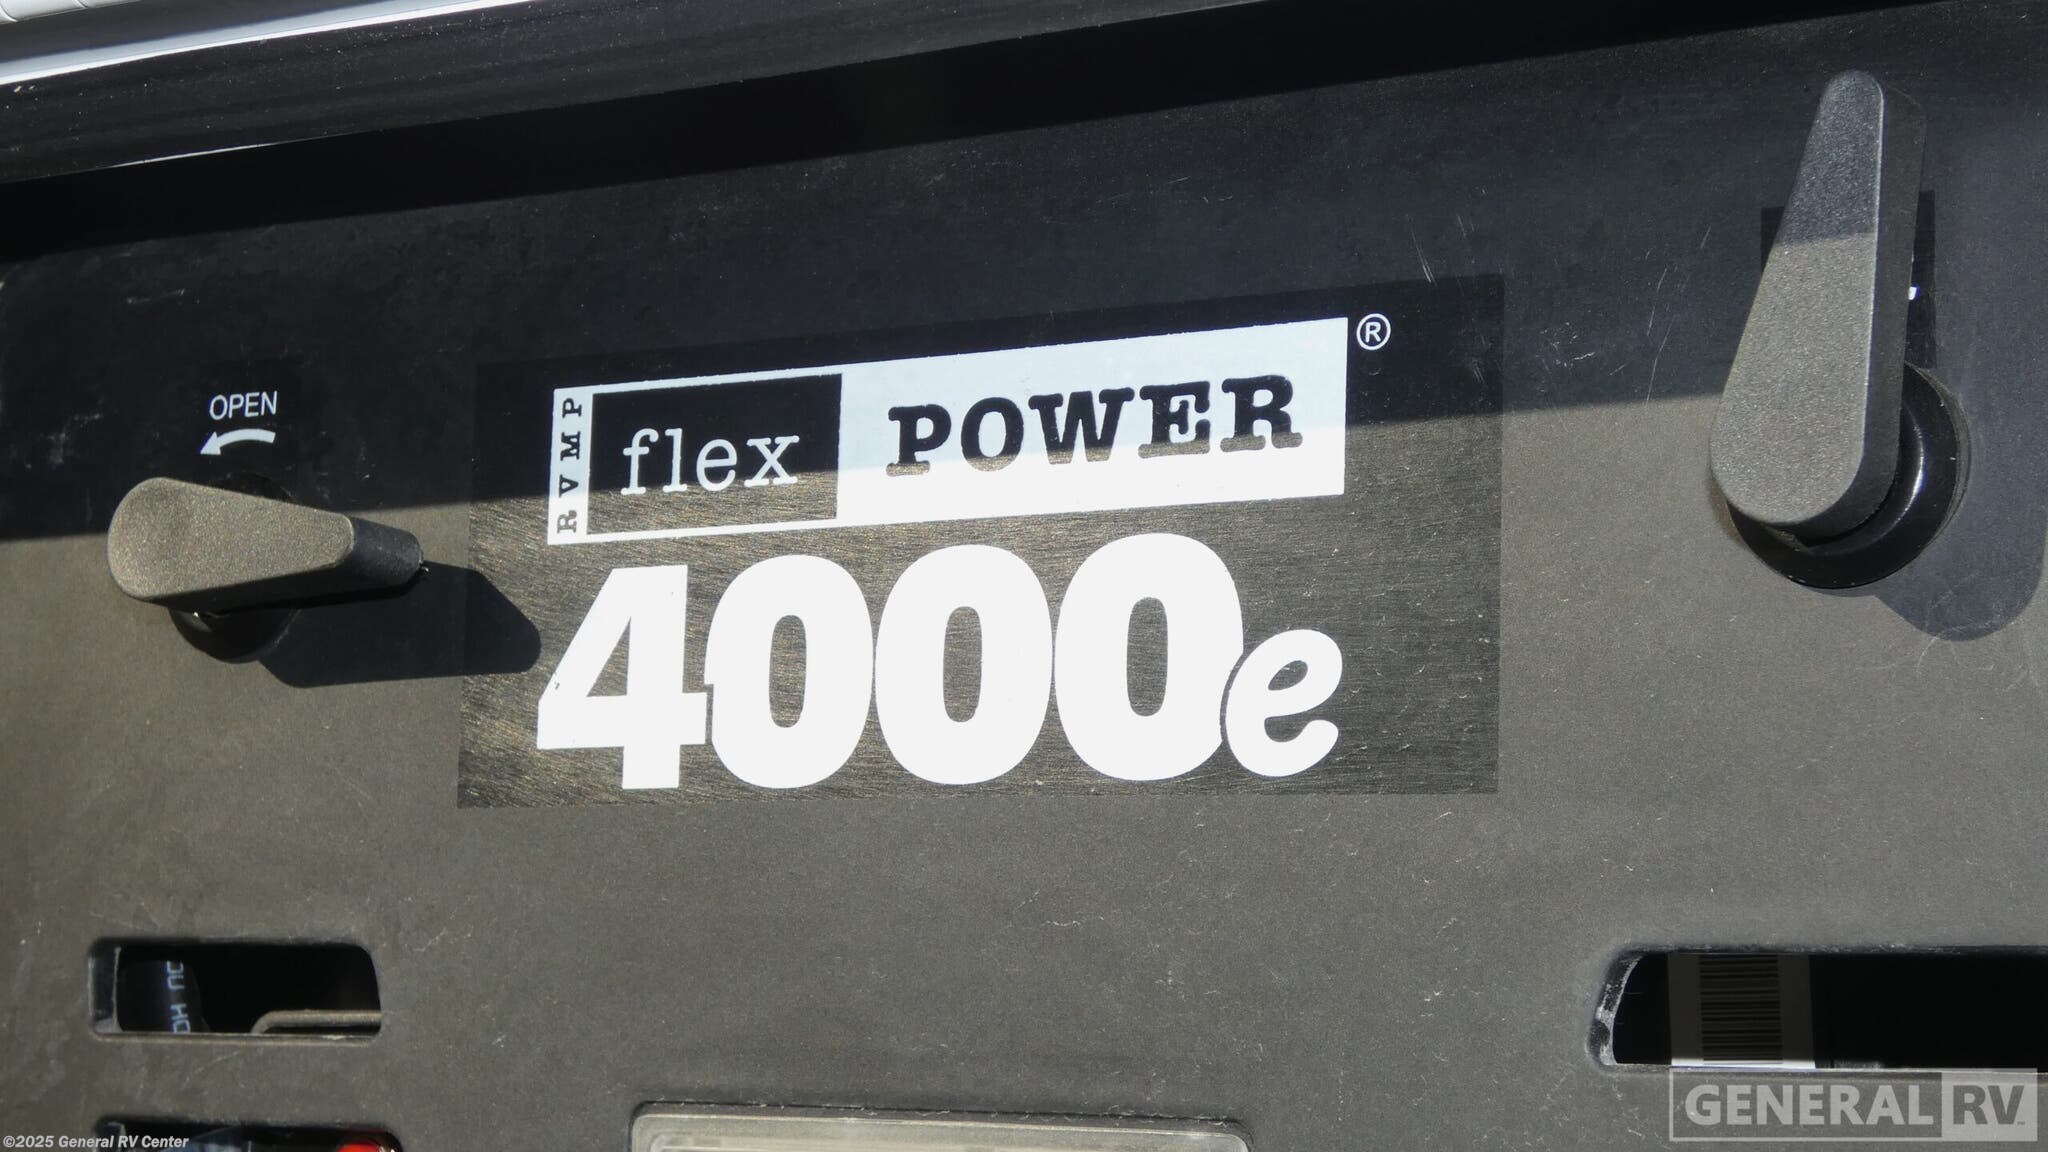 OPEN
RVMP
flex POWER®
4000e
GENERAL RV
©2025 General RV Center